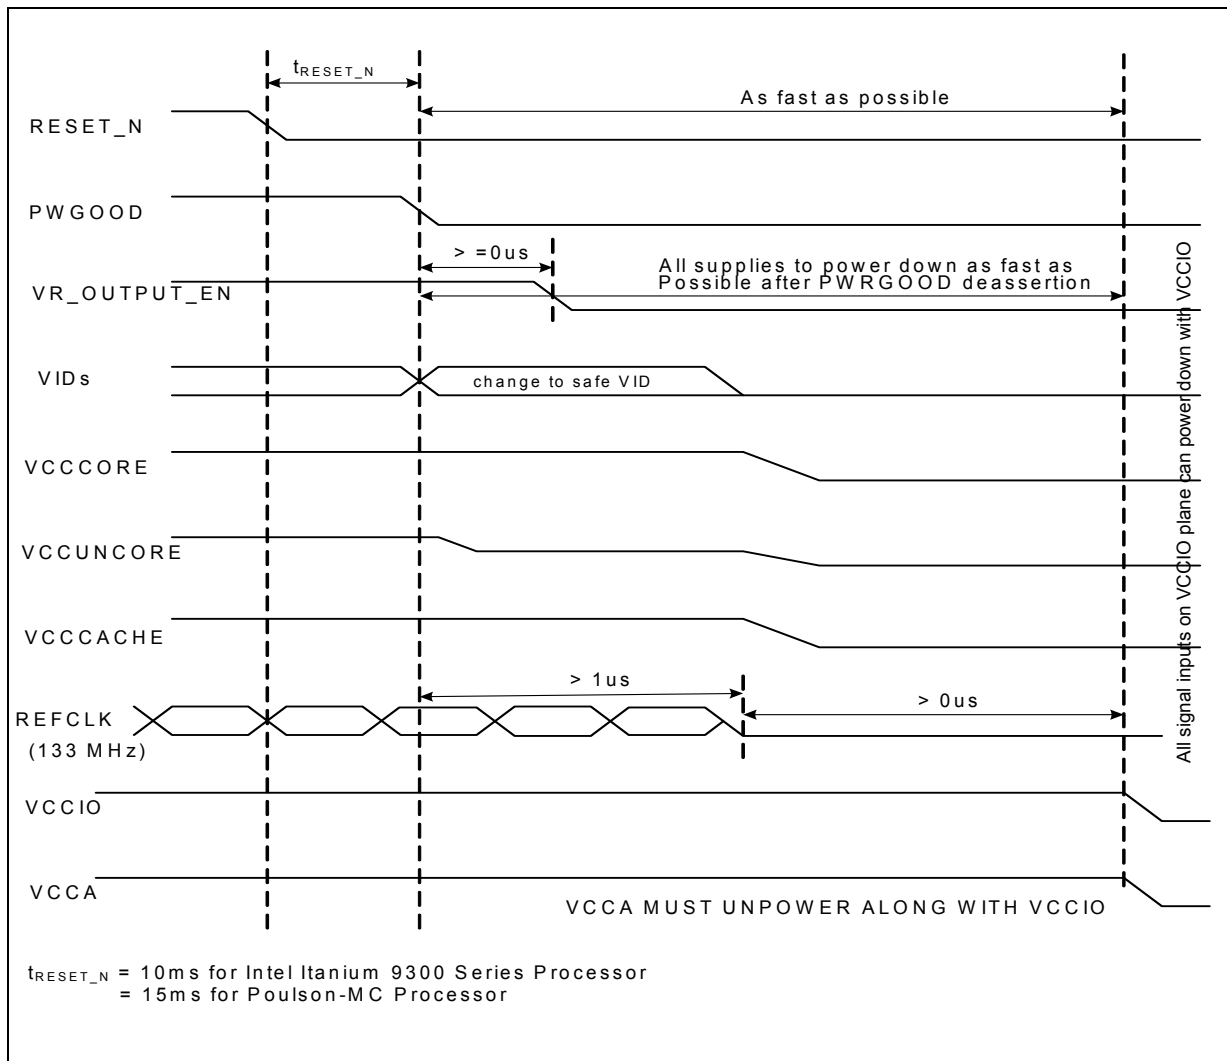 tRESET_N
As fast as possible
RESET_N
PWGOOD
> =0us
All supplies to power down as fast as
Possible after PWRGOOD deassertion
VR_OUTPUT_EN
VIDs
change to safe VID
VCCCORE
VCCUNCORE
VCCCACHE
> 1us
> 0us
REFCLK
(133 MHz)
All signal inputs on VCCIO plane can power down with VCCIO
VCCIO
VCCA
VCCA MUST UNPOWER ALONG WITH VCCIO
tRESET_N = 10ms for Intel Itanium 9300 Series Processor
= 15ms for Poulson-MC Processor